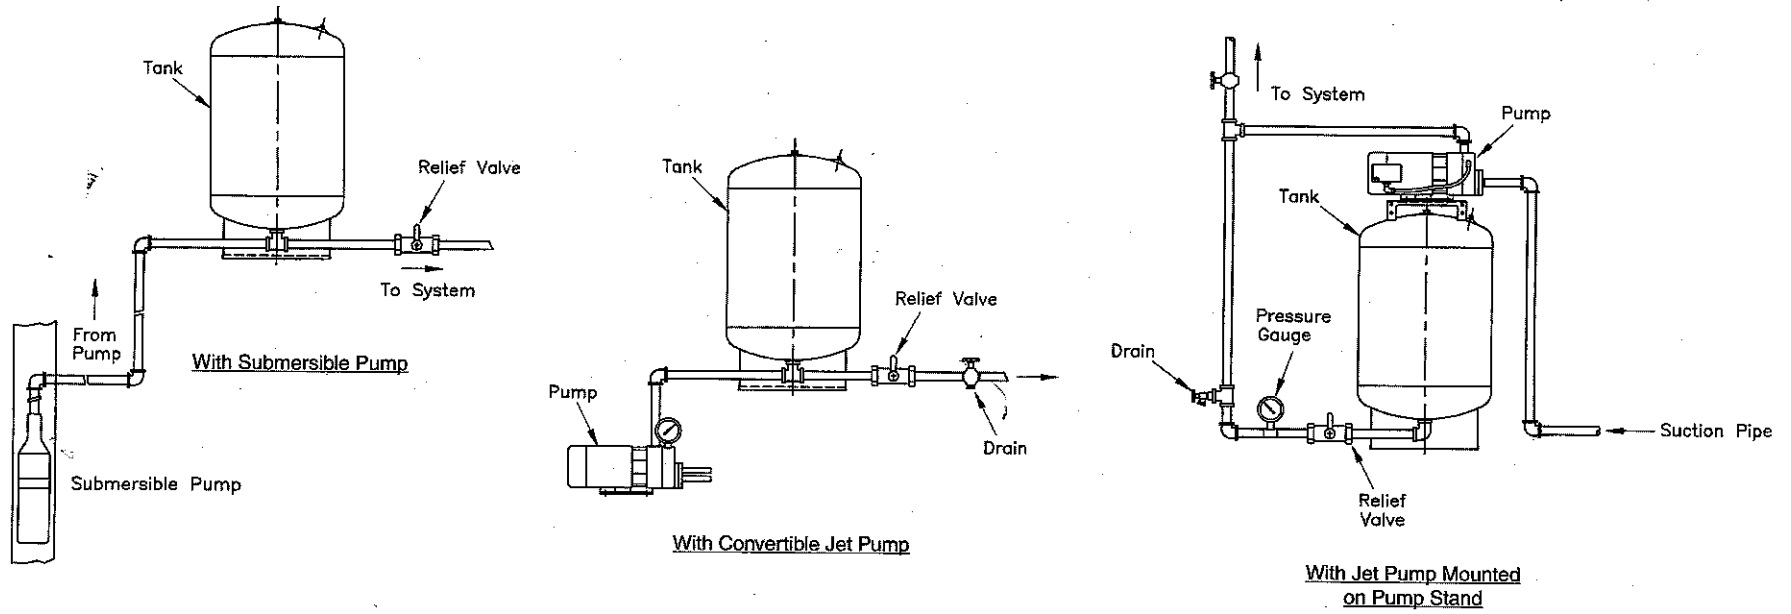 Tank
Relief Valve
To System
From
Pump
With Submersible Pump
Submersible Pump
Tank
Relief Valve
Pump
Drain
With Convertible Jet Pump
To System
Pump
Tank
Pressure
Gauge
Drain
Suction Pipe
Relief
Valve
With Jet Pump Mounted
on Pump Stand